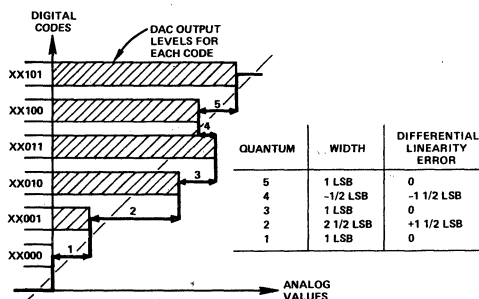 DIGITAL
CODES
DAC OUTPUT
LEVELS FOR
EACH CODE
XX101
XX100
XX011
XX010
XX001
XX000
5
4
3
2
1
ANALOG
VALUES
QUANTUM WIDTH DIFFERENTIAL LINEARITY ERROR
5 1 LSB 0
4 -1/2 LSB -1 1/2 LSB
3 1 LSB 0
2 2 1/2 LSB +1 1/2 LSB
1 1 LSB 0